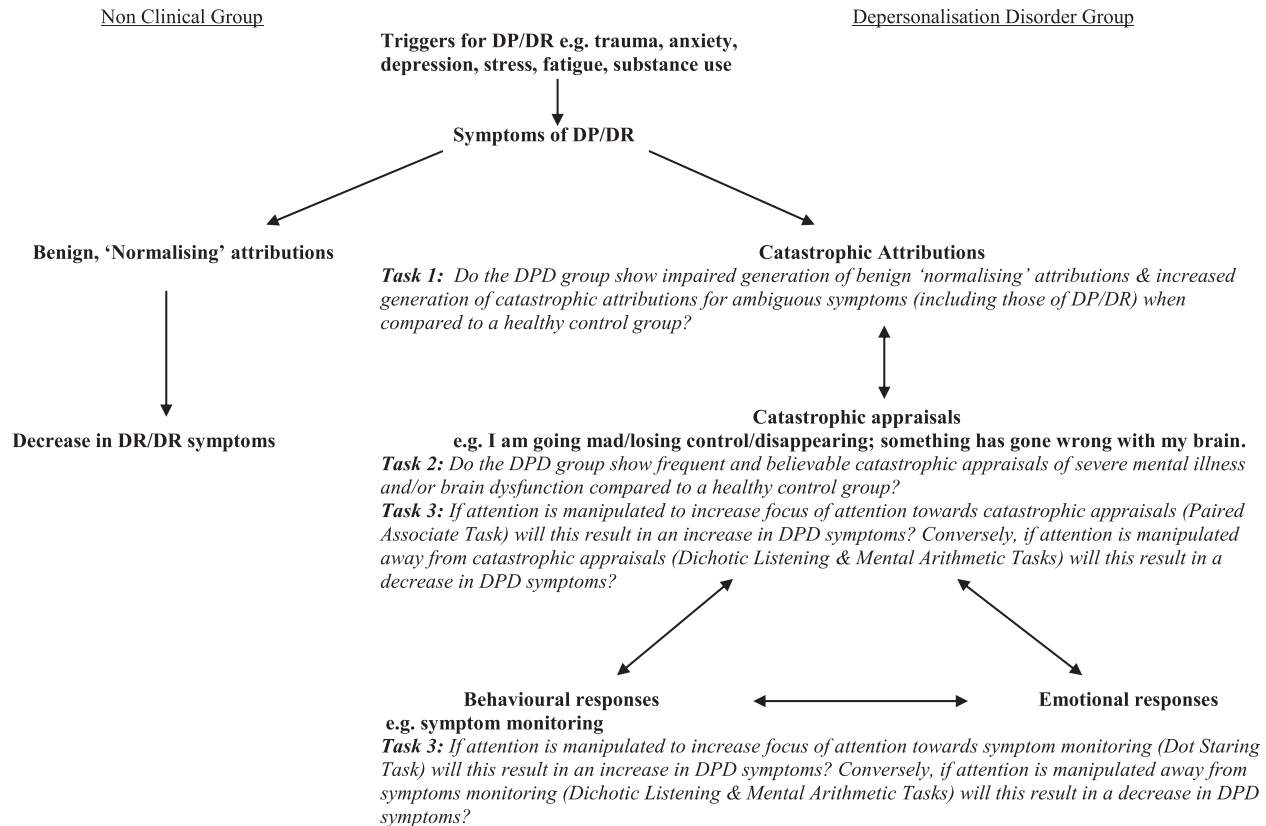 Non Clinical Group
Depersonalisation Disorder Group
Triggers for DP/DR e.g. trauma, anxiety,
depression, stress, fatigue, substance use
Symptoms of DP/DR
Benign, ‘Normalising’ attributions
Catastrophic Attributions
Task 1: Do the DPD group show impaired generation of benign ‘normalising’ attributions & increased
generation of catastrophic attributions for ambiguous symptoms (including those of DP/DR) when
compared to a healthy control group?
Decrease in DR/DR symptoms
Catastrophic appraisals
e.g. I am going mad/losing control/disappearing; something has gone wrong with my brain.
Task 2: Do the DPD group show frequent and believable catastrophic appraisals of severe mental illness
and/or brain dysfunction compared to a healthy control group?
Task 3: If attention is manipulated to increase focus of attention towards catastrophic appraisals (Paired
Associate Task) will this result in an increase in DPD symptoms? Conversely, if attention is manipulated
away from catastrophic appraisals (Dichotic Listening & Mental Arithmetic Tasks) will this result in a
decrease in DPD symptoms?
Behavioural responses
e.g. symptom monitoring
Emotional responses
Task 3: If attention is manipulated to increase focus of attention towards symptom monitoring (Dot Staring
Task) will this result in an increase in DPD symptoms? Conversely, if attention is manipulated away from
symptoms monitoring (Dichotic Listening & Mental Arithmetic Tasks) will this result in a decrease in DPD
symptoms?